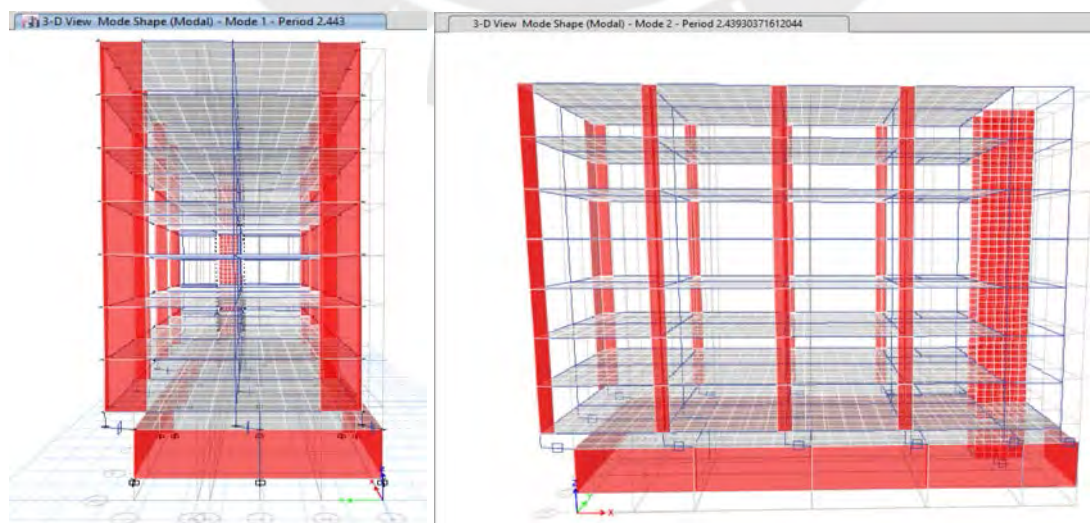 3-D View Mode Shape (Modal) - Mode 1 - Period 2.443
3-D View Mode Shape (Modal) - Mode 2 - Period 2.43930371612044
X